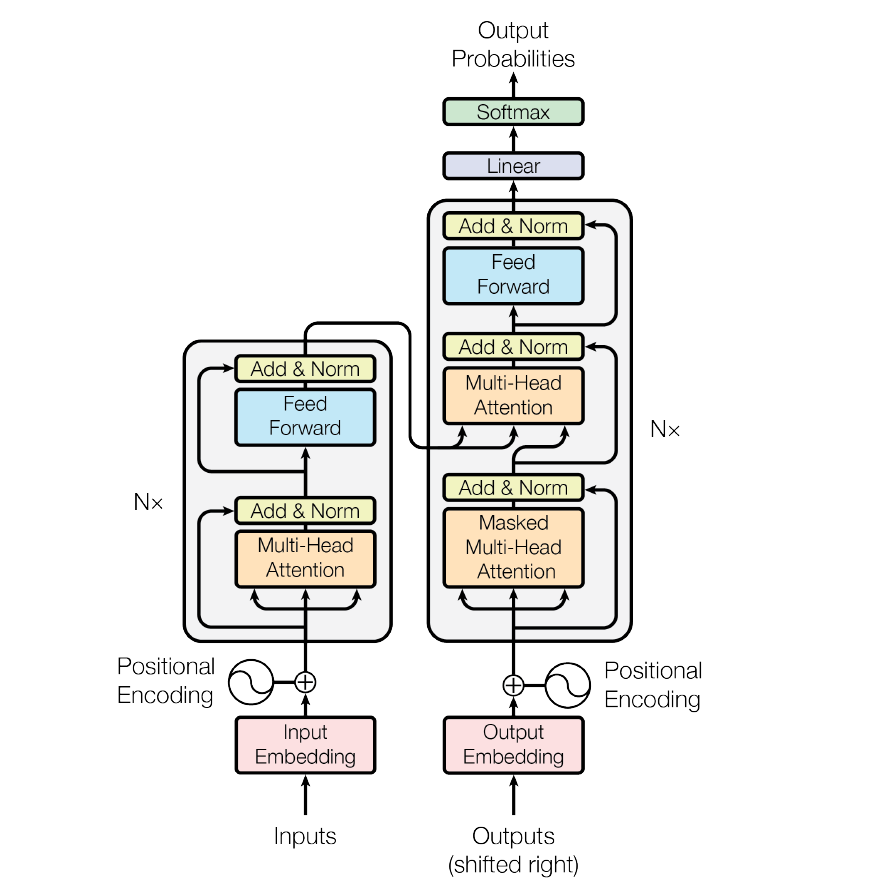 Output
Probabilities
Softmax
Linear
Add & Norm
Feed
Forward
Add & Norm
Multi-Head
Attention
Add & Norm
Masked
Multi-Head
Attention
Nx
Add & Norm
Feed
Forward
Add & Norm
Multi-Head
Attention
N×
Positional
Encoding
Positional
Encoding
Input
Embedding
Output
Embedding
Inputs
Outputs
(shifted right)